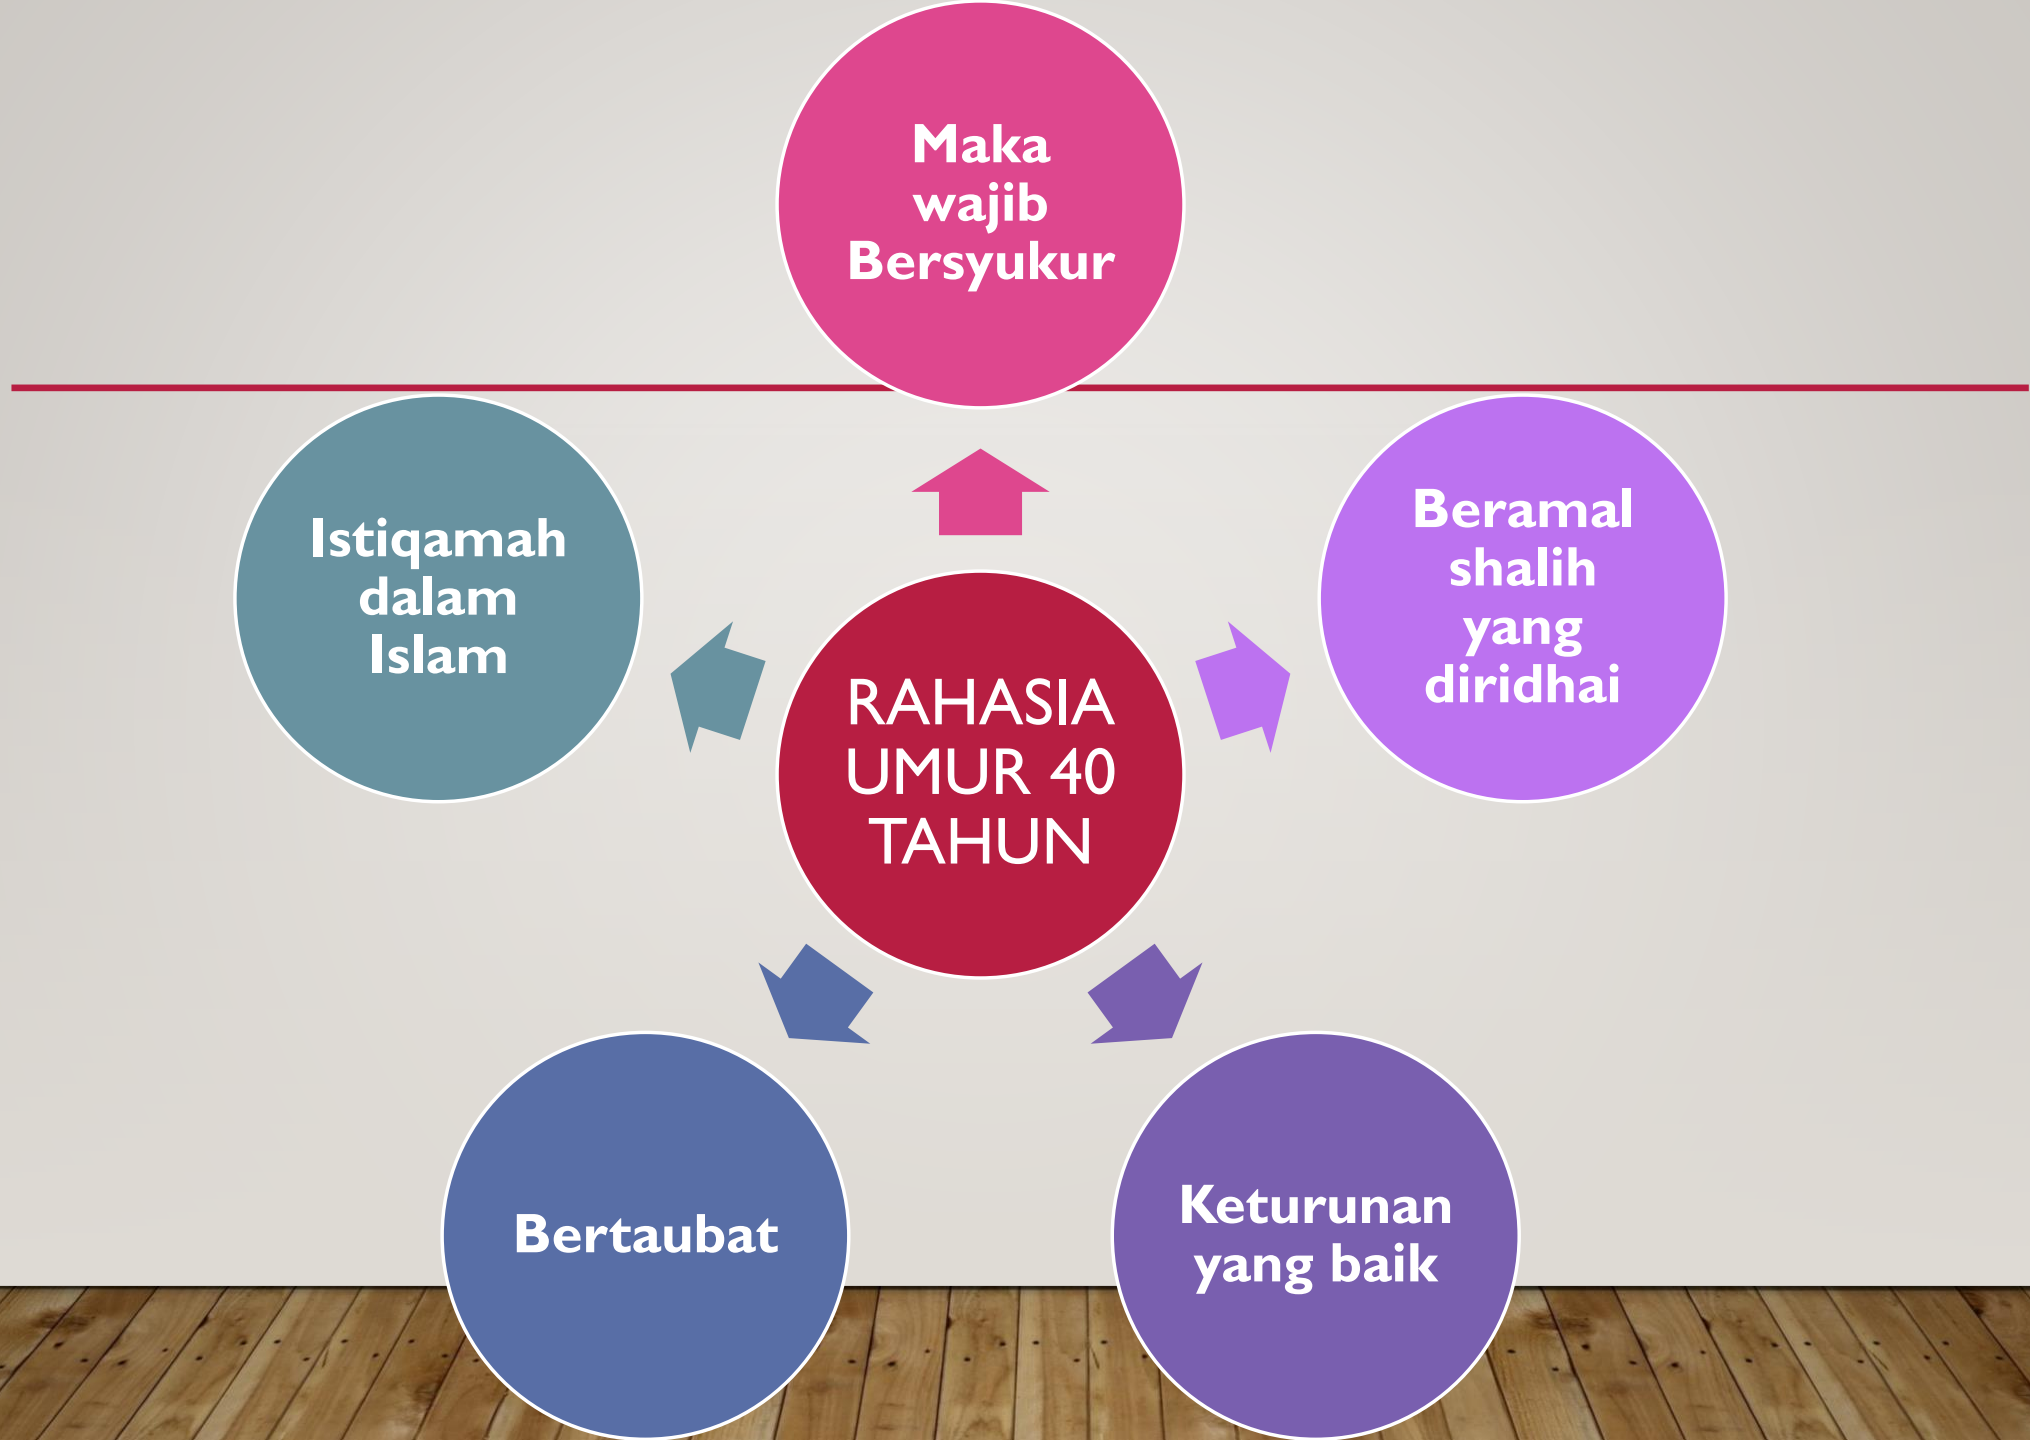 Maka
wajib
Bersyukur
Istiqamah
dalam
Islam
Beramal
shalih
yang
diridhai
RAHASIA
UMUR 40
TAHUN
Bertaubat
Keturunan
yang baik